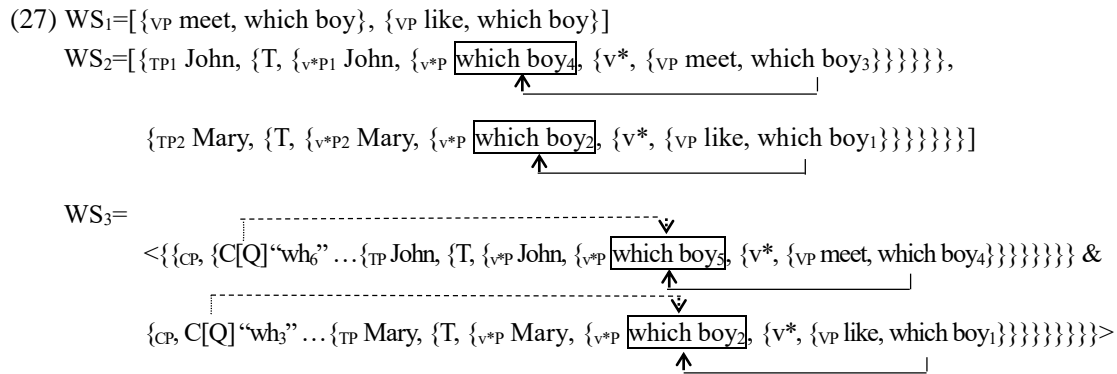 (27) WS₁=[{VP meet, which boy}, {VP like, which boy}]
WS₂=[{TP1 John, {T, {v*P1 John, {v*P which boy₄, {v*, {VP meet, which boy₃}}}}}},
{TP2 Mary, {T, {v*P2 Mary, {v*P which boy₂, {v*, {VP like, which boy₁}}}}}}}]
WS₃=
<{{CP, {C[Q]“wh₆” …{TP John, {T, {v*P John, {v*P which boy₅, {v*, {VP meet, which boy₄}}}}}}}} &
{CP, C[Q]“wh₃” …{TP Mary, {T, {v*P Mary, {v*P which boy₂, {v*, {VP like, which boy₁}}}}}}}}}>